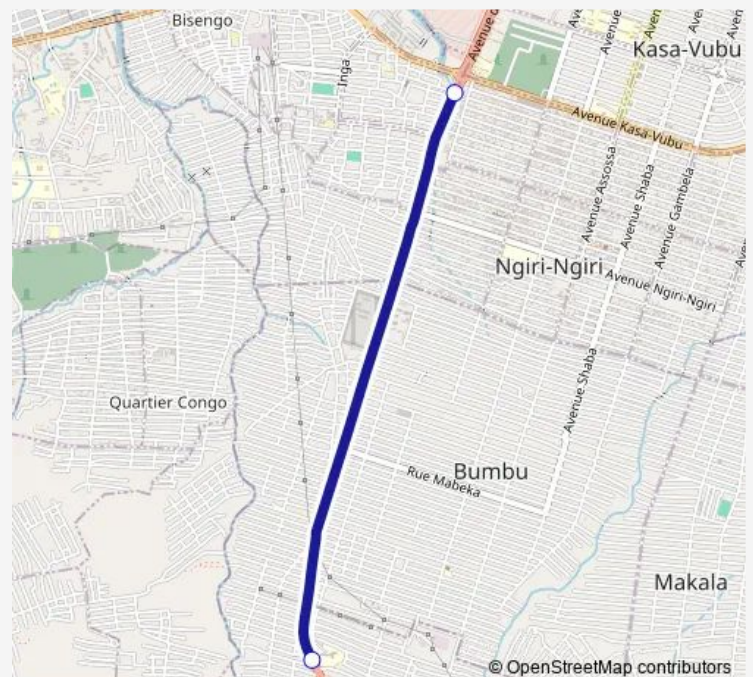 Bisengo
Avenue
Kasa-Vubu
Inga
Avenue Kasa-Vubu
Avenue Assossa
Avenue Shaba
Avenue Gambela
Ngiri-Ngiri
Avenue Ngiri-Ngiri
Quartier Congo
Avenue Shaba
Bumbu
Rue Mabeka
Makala
© OpenStreetMap contributors